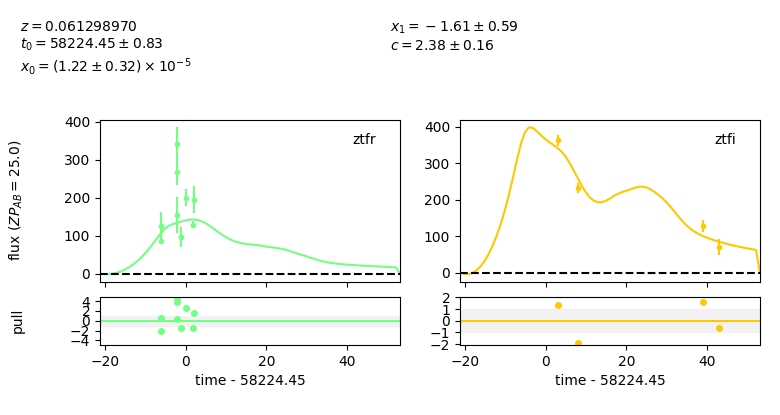 z = 0.061298970
t0 = 58224.45 ± 0.83
x0 = (1.22 ± 0.32) × 10^−5
x1 = −1.61 ± 0.59
c = 2.38 ± 0.16
flux (ZP_AB = 25.0)
400
300
200
100
0
ztfr
400
300
200
100
0
ztfi
pull
4
2
0
−2
−4
−20 0 20 40
time - 58224.45
2
1
0
−1
−2
−20 0 20 40
time - 58224.45